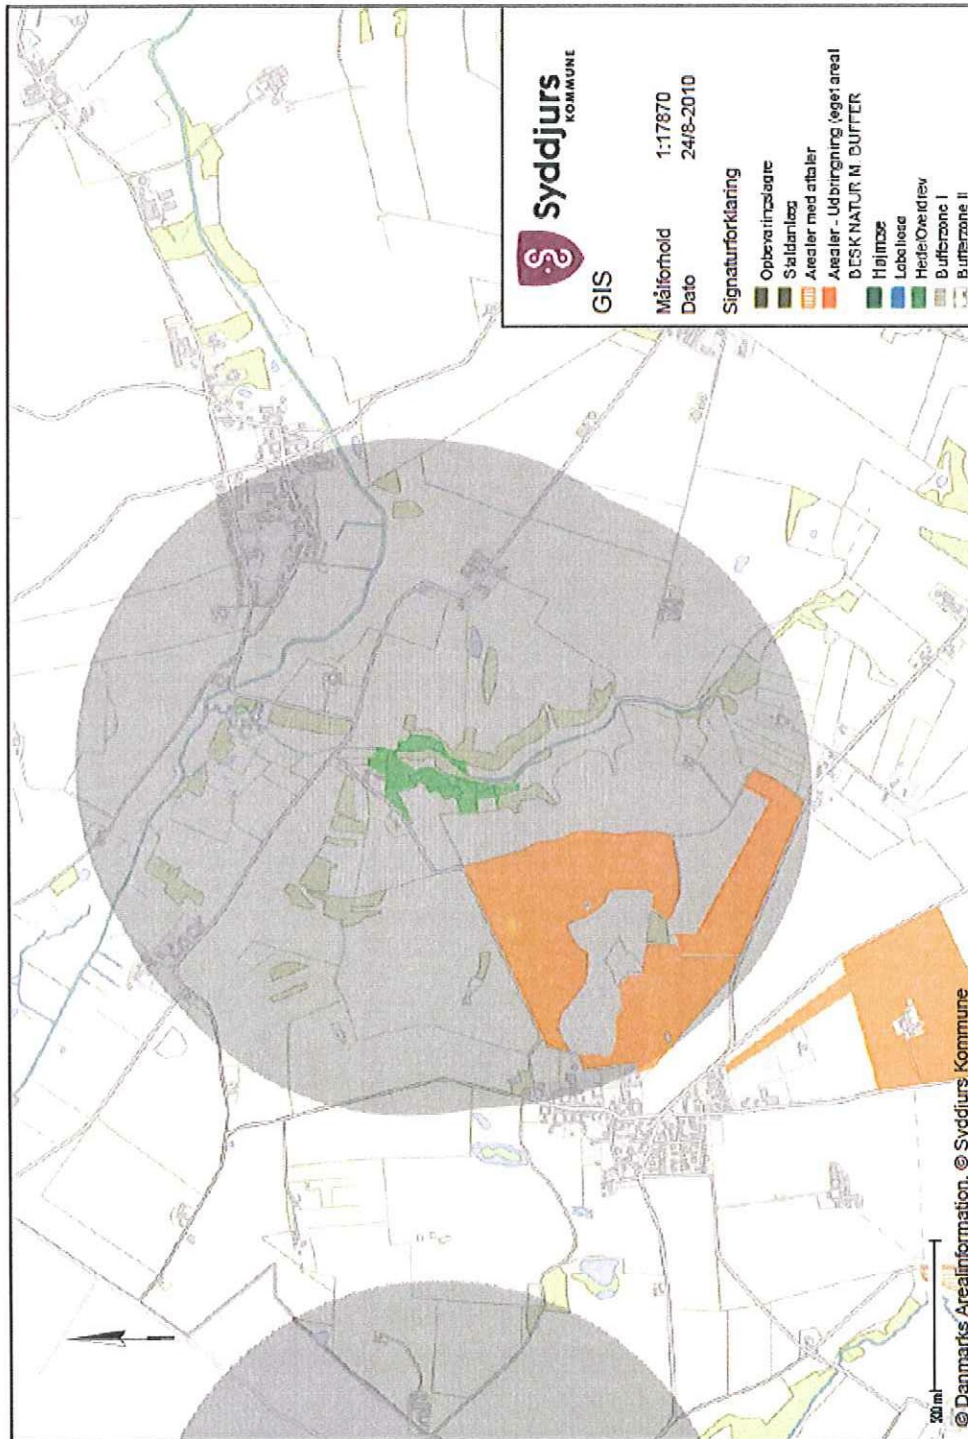 Syddjurs
KOMMUNE
GIS
Målforhold 1:17870
Dato 24/8-2010
Signaturforklaring
Opbevaringslagre
Staldanlæg
Arealer med aftaler
Arealer - Udbringning (eget areal
BESK NATUR M. BUFFER
Højmose
Lobeliesø
Hede/Overdrev
Bufferzone I
Bufferzone II
500 m
© Danmarks Arealinformation, © Syddjurs Kommune